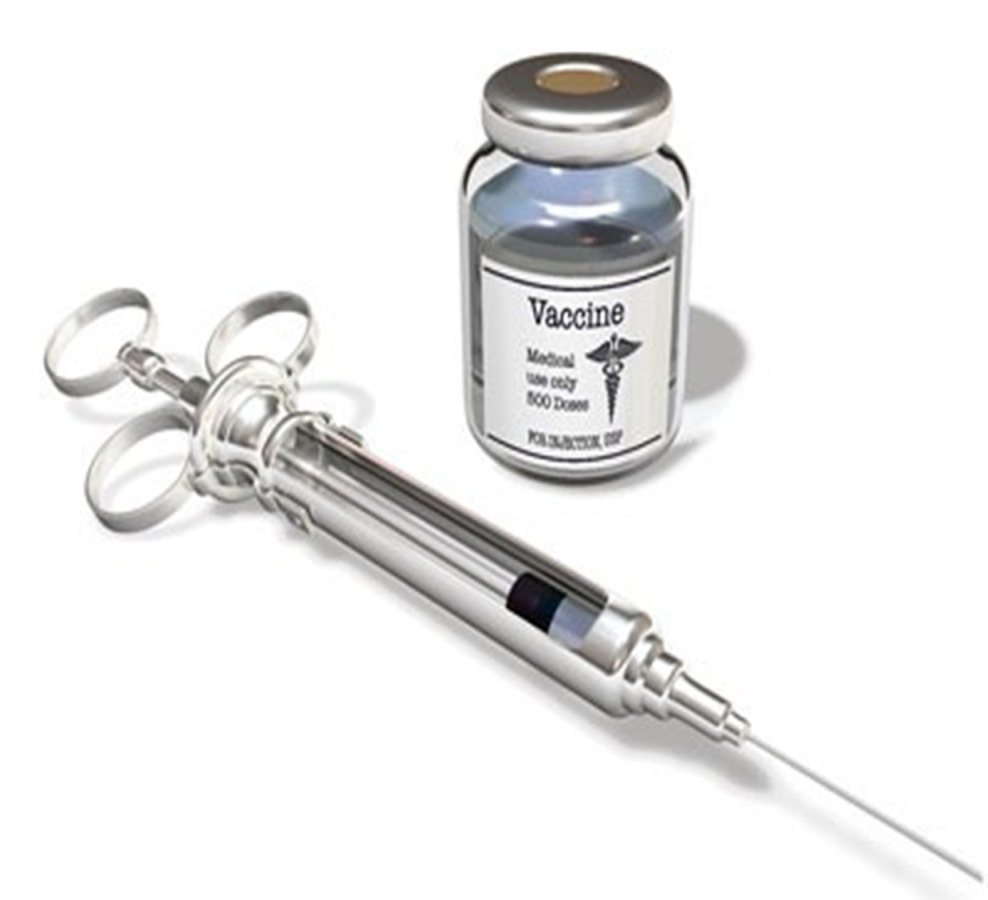 Vaccine
Medical
use only
500 Doses
FOR INJECTION, USP